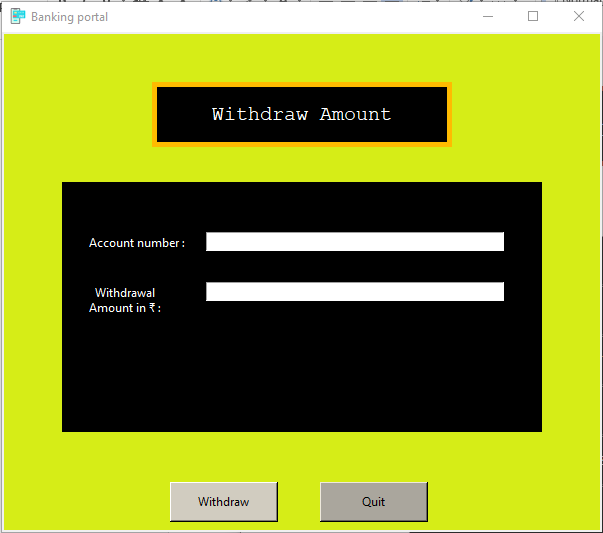 Banking portal
Withdraw Amount
Account number :
Withdrawal
Amount in ₹ :
Withdraw
Quit